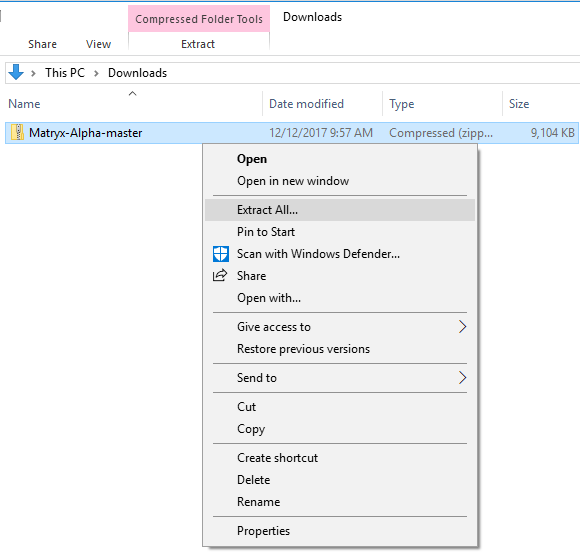 Compressed Folder Tools
Downloads
Share
View
Extract
This PC
Downloads
Name
Date modified
Type
Size
Matryx-Alpha-master
12/12/2017 9:57 AM
Compressed (zipp...
9,104 KB
Open
Open in new window
Extract All...
Pin to Start
Scan with Windows Defender...
Share
Open with...
Give access to
Restore previous versions
Send to
Cut
Copy
Create shortcut
Delete
Rename
Properties